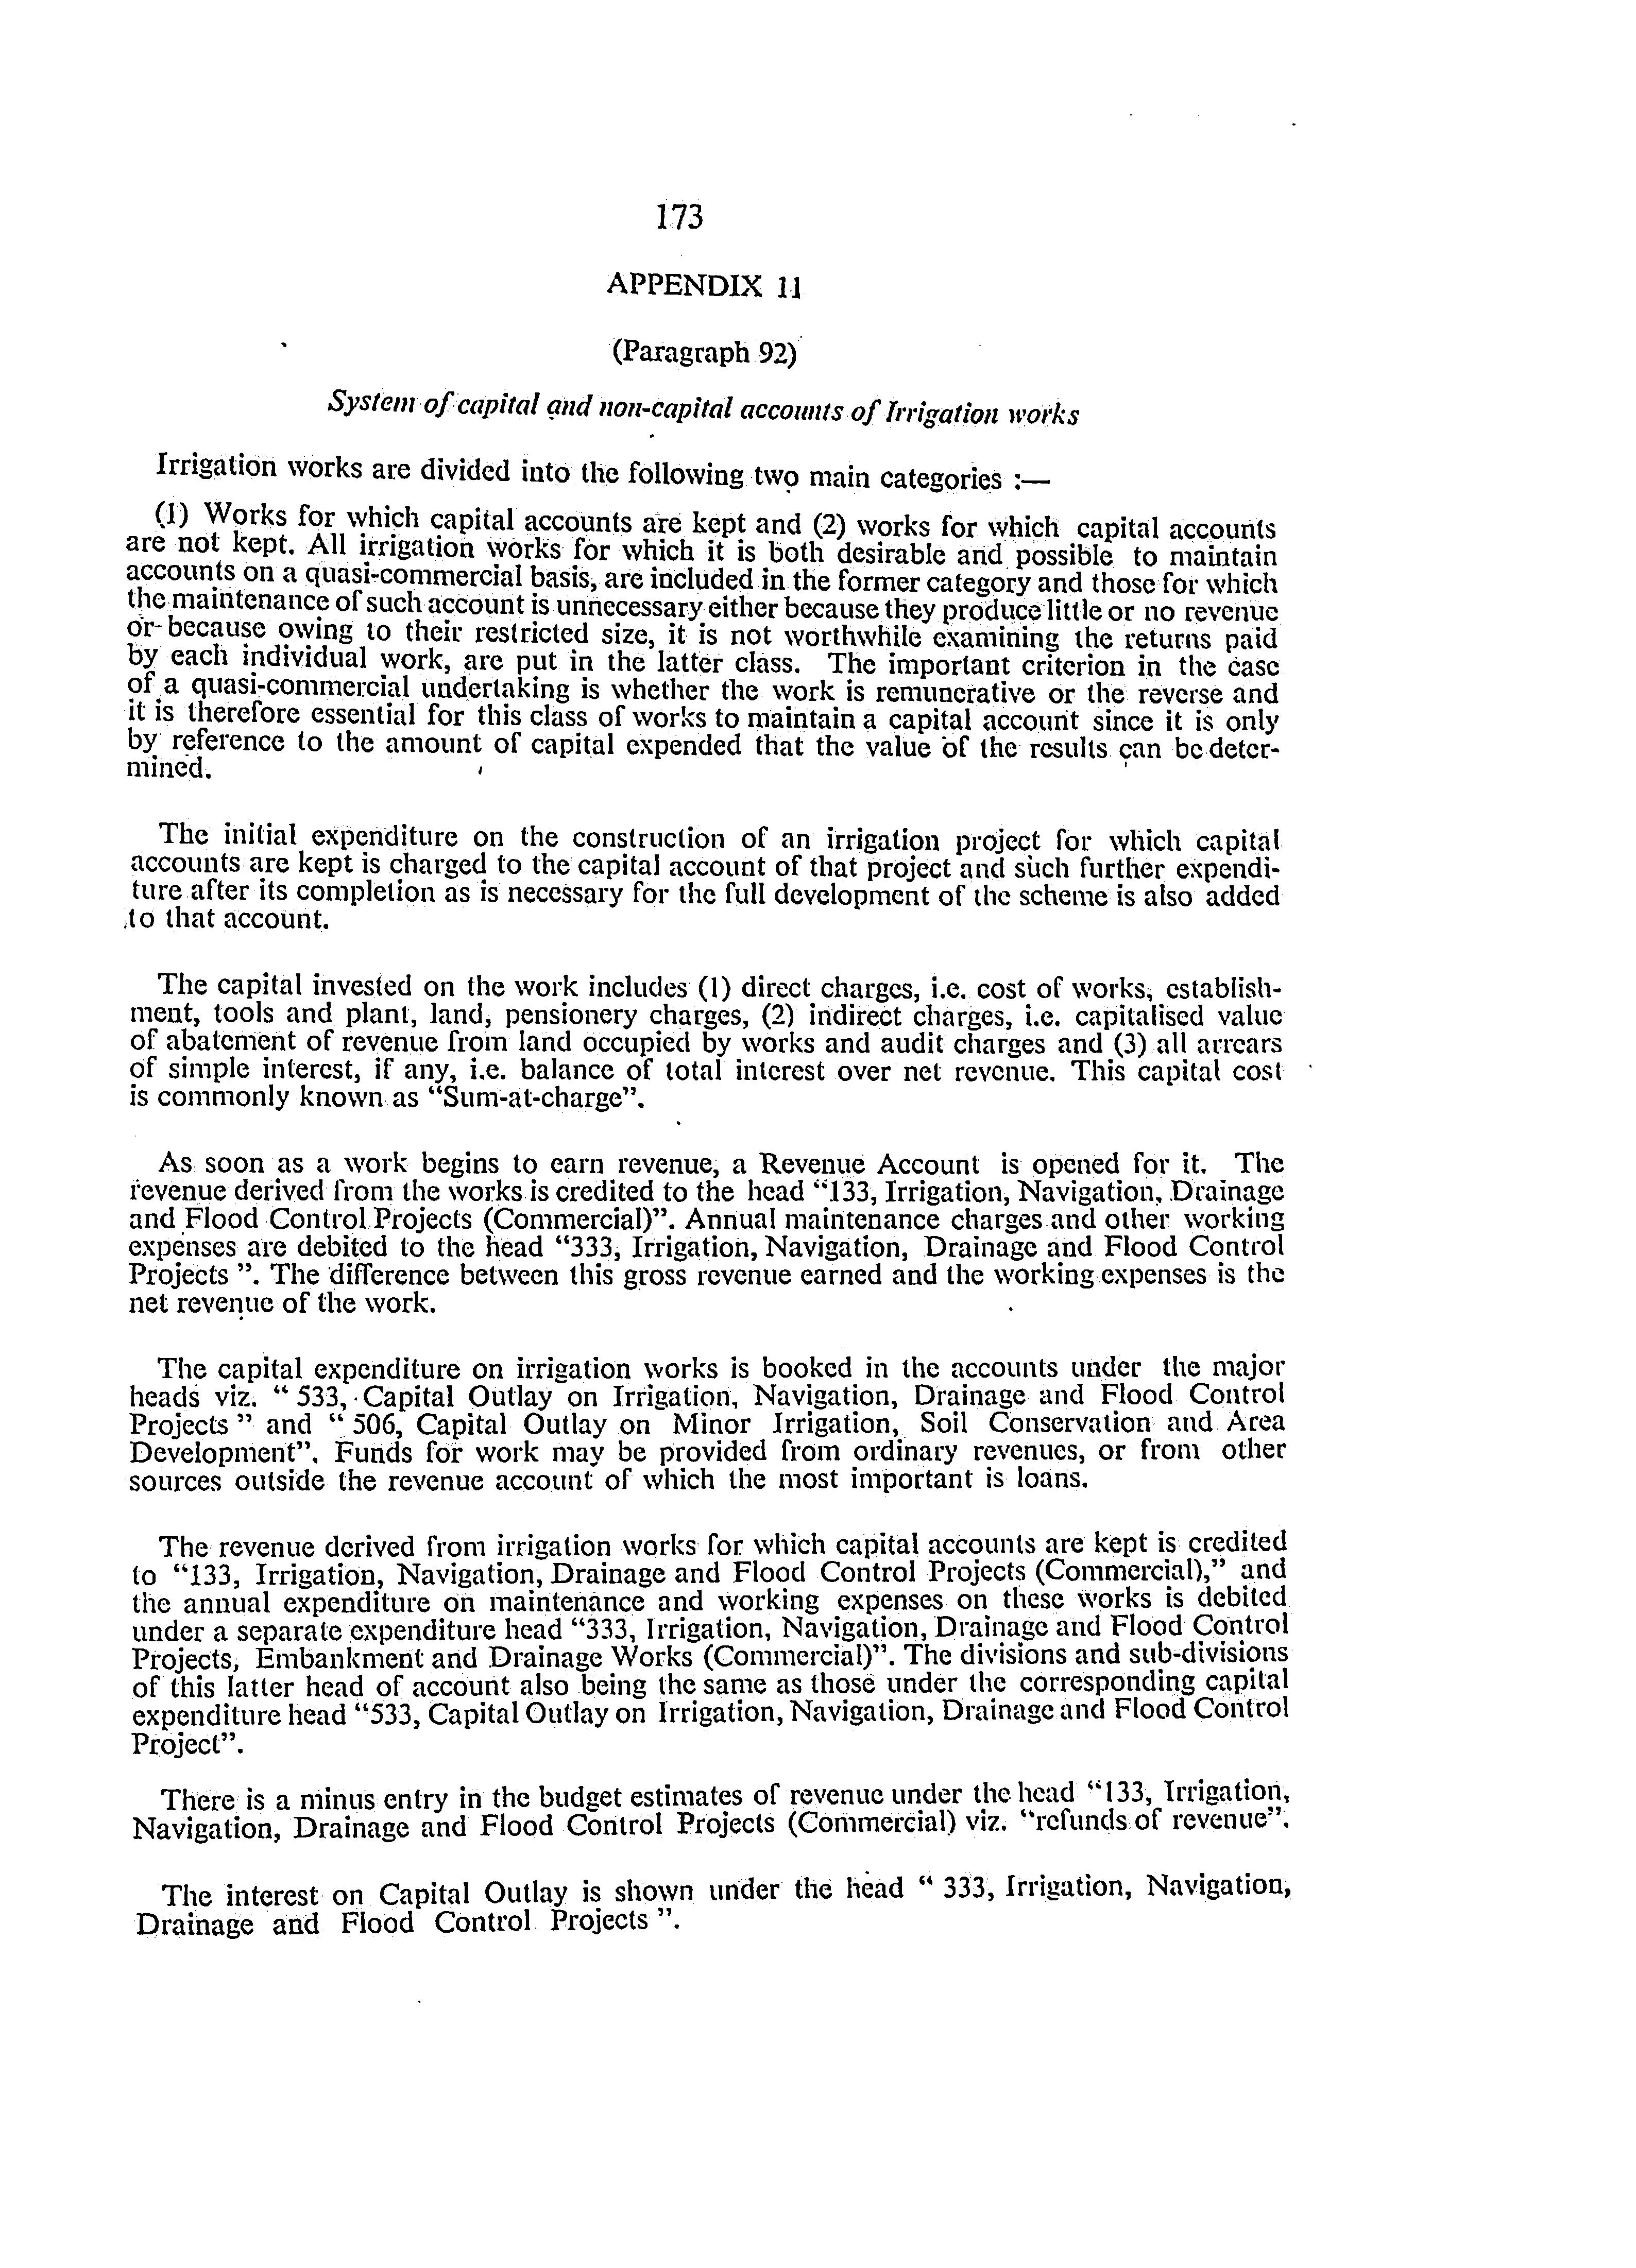 173
APPENDIX 11
(Paragraph 92)
System of capital and non-capital accounts of Irrigation works
Irrigation works are divided into the following two main categories :—
(1) Works for which capital accounts are kept and (2) works for which capital accounts
are not kept. All irrigation works for which it is both desirable and possible to maintain
accounts on a quasi-commercial basis, are included in the former category and those for which
the maintenance of such account is unnecessary either because they produce little or no revenue
or because owing to their restricted size, it is not worthwhile examining the returns paid
by each individual work, are put in the latter class. The important criterion in the case
of a quasi-commercial undertaking is whether the work is remunerative or the reverse and
it is therefore essential for this class of works to maintain a capital account since it is only
by reference to the amount of capital expended that the value of the results can be deter-
mined.
The initial expenditure on the construction of an irrigation project for which capital
accounts are kept is charged to the capital account of that project and such further expendi-
ture after its completion as is necessary for the full development of the scheme is also added
to that account.
The capital invested on the work includes (1) direct charges, i.e. cost of works, establish-
ment, tools and plant, land, pensionery charges, (2) indirect charges, i.e. capitalised value
of abatement of revenue from land occupied by works and audit charges and (3) all arrears
of simple interest, if any, i.e. balance of total interest over net revenue. This capital cost
is commonly known as “Sum-at-charge”.
As soon as a work begins to earn revenue, a Revenue Account is opened for it. The
revenue derived from the works is credited to the head “133, Irrigation, Navigation, Drainage
and Flood Control Projects (Commercial)”. Annual maintenance charges and other working
expenses are debited to the head “333, Irrigation, Navigation, Drainage and Flood Control
Projects ”. The difference between this gross revenue earned and the working expenses is the
net revenue of the work.
The capital expenditure on irrigation works is booked in the accounts under the major
heads viz. “ 533, Capital Outlay on Irrigation, Navigation, Drainage and Flood Control
Projects ” and “ 506, Capital Outlay on Minor Irrigation, Soil Conservation and Area
Development”. Funds for work may be provided from ordinary revenues, or from other
sources outside the revenue account of which the most important is loans.
The revenue derived from irrigation works for which capital accounts are kept is credited
to “133, Irrigation, Navigation, Drainage and Flood Control Projects (Commercial),” and
the annual expenditure on maintenance and working expenses on these works is debited
under a separate expenditure head “333, Irrigation, Navigation, Drainage and Flood Control
Projects, Embankment and Drainage Works (Commercial)”. The divisions and sub-divisions
of this latter head of account also being the same as those under the corresponding capital
expenditure head “533, Capital Outlay on Irrigation, Navigation, Drainage and Flood Control
Project”.
There is a minus entry in the budget estimates of revenue under the head “133, Irrigation,
Navigation, Drainage and Flood Control Projects (Commercial) viz. “refunds of revenue”.
The interest on Capital Outlay is shown under the head “ 333, Irrigation, Navigation,
Drainage and Flood Control Projects ”.